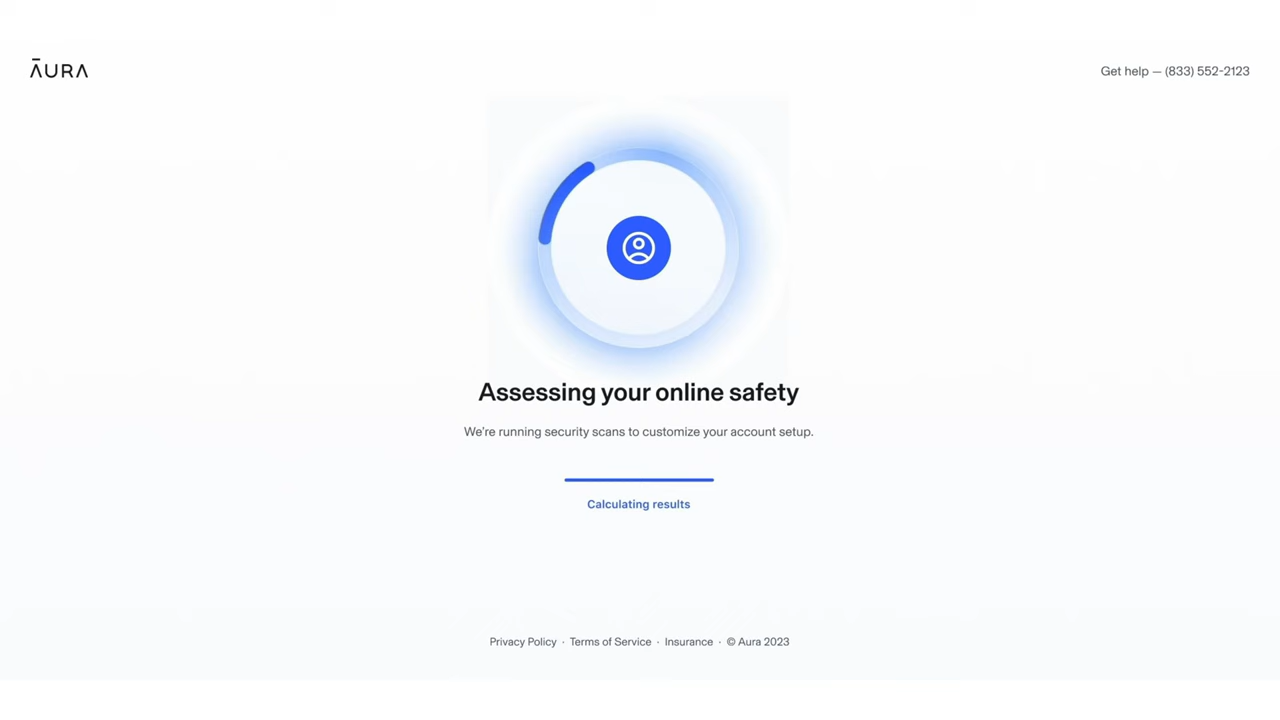 ĀURA
Get help — (833) 552-2123
Assessing your online safety
We're running security scans to customize your account setup.
Calculating results
Privacy Policy · Terms of Service · Insurance · © Aura 2023